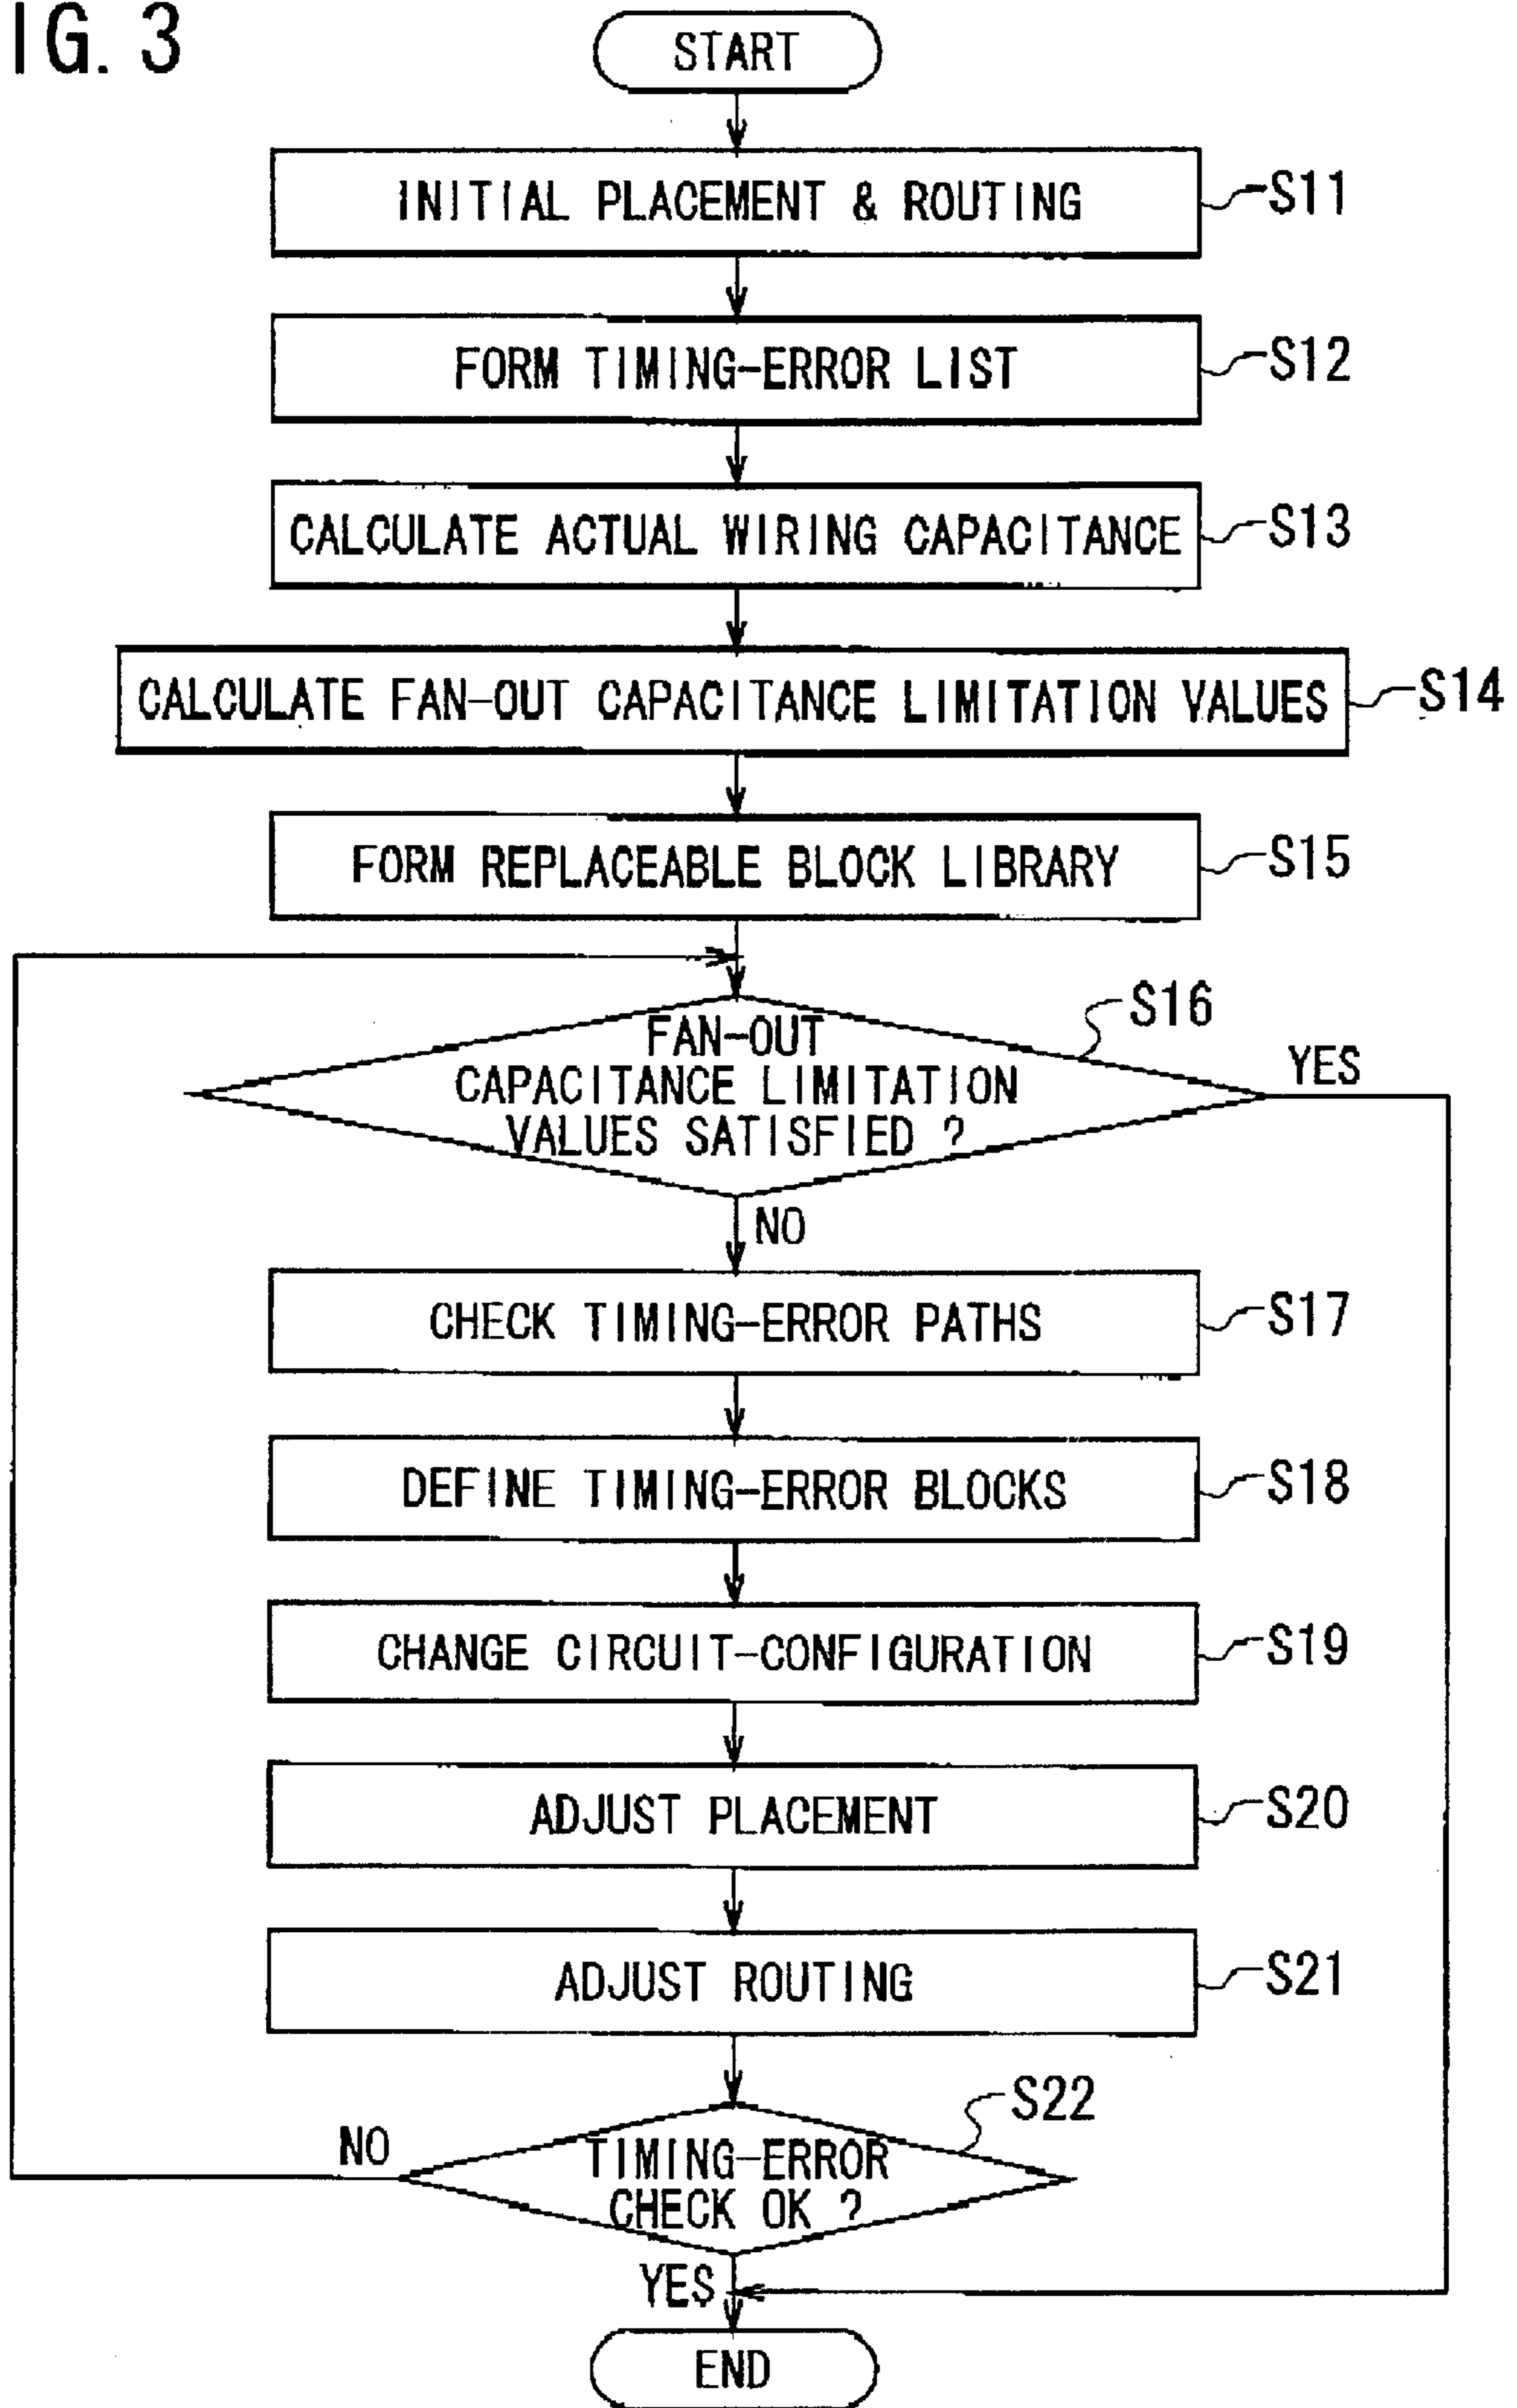 IG. 3
START
INITIAL PLACEMENT & ROUTING
S11
FORM TIMING-ERROR LIST
S12
CALCULATE ACTUAL WIRING CAPACITANCE
S13
CALCULATE FAN-OUT CAPACITANCE LIMITATION VALUES
S14
FORM REPLACEABLE BLOCK LIBRARY
S15
S16
FAN-OUT
CAPACITANCE LIMITATION
VALUES SATISFIED ?
YES
NO
CHECK TIMING-ERROR PATHS
S17
DEFINE TIMING-ERROR BLOCKS
S18
CHANGE CIRCUIT-CONFIGURATION
S19
ADJUST PLACEMENT
S20
ADJUST ROUTING
S21
S22
NO
TIMING-ERROR
CHECK OK ?
YES
END